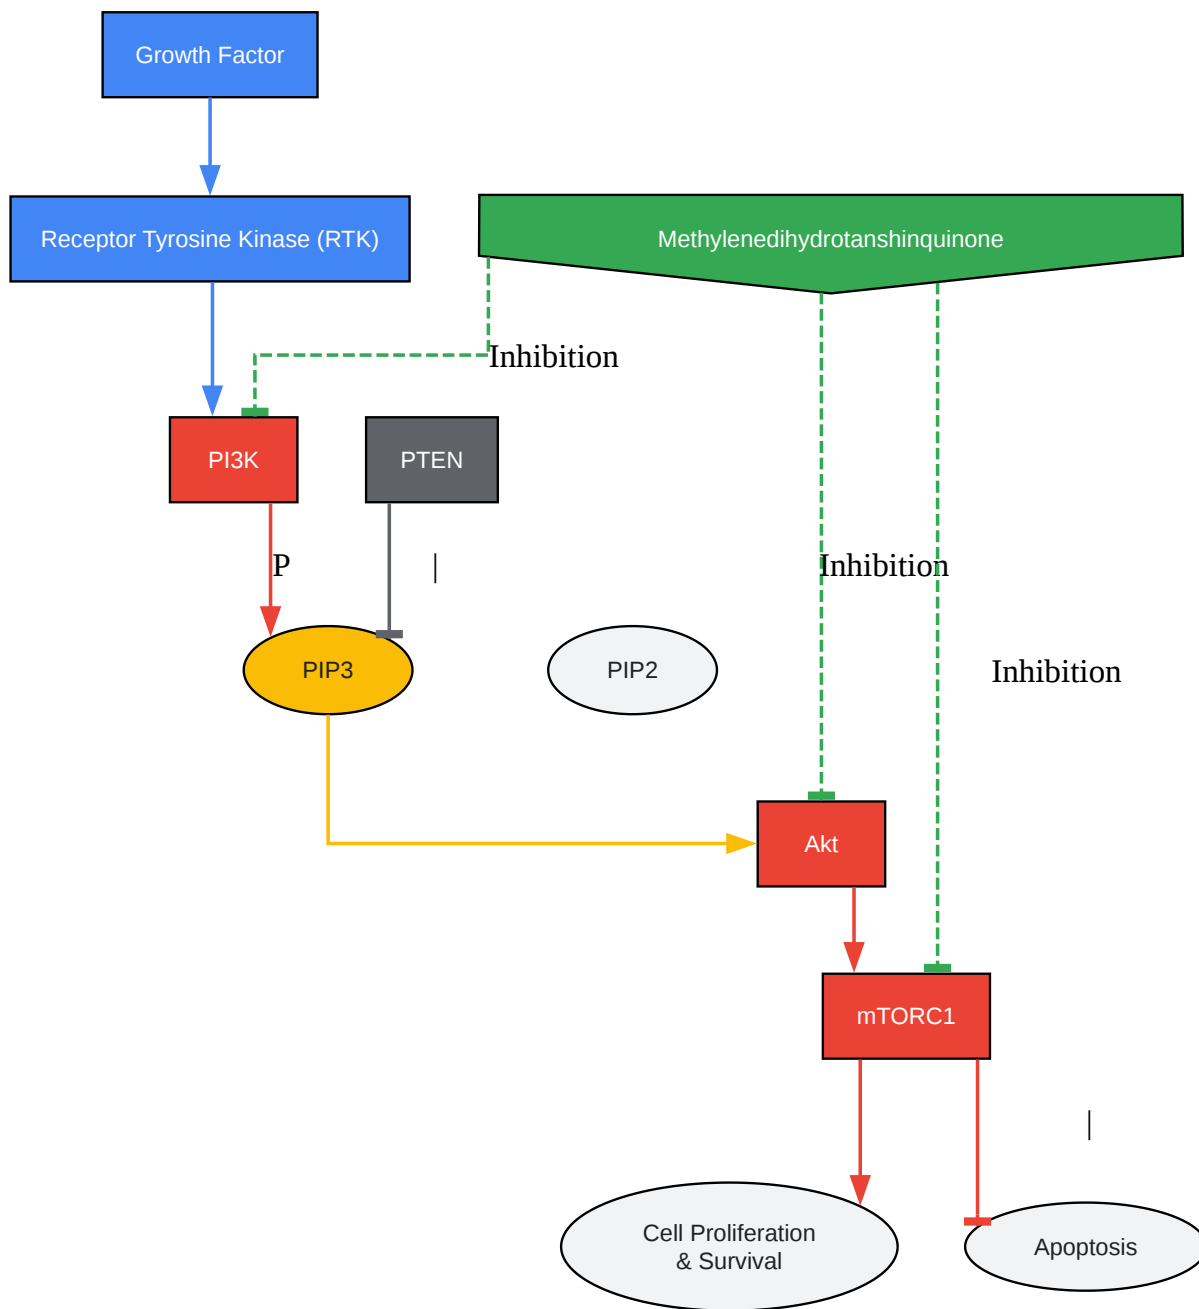 Growth Factor
Receptor Tyrosine Kinase (RTK)
Methylenedihydrotanshinquinone
Inhibition
PI3K
PTEN
P
|
Inhibition
PIP3
PIP2
Inhibition
Akt
mTORC1
|
Cell Proliferation
& Survival
Apoptosis